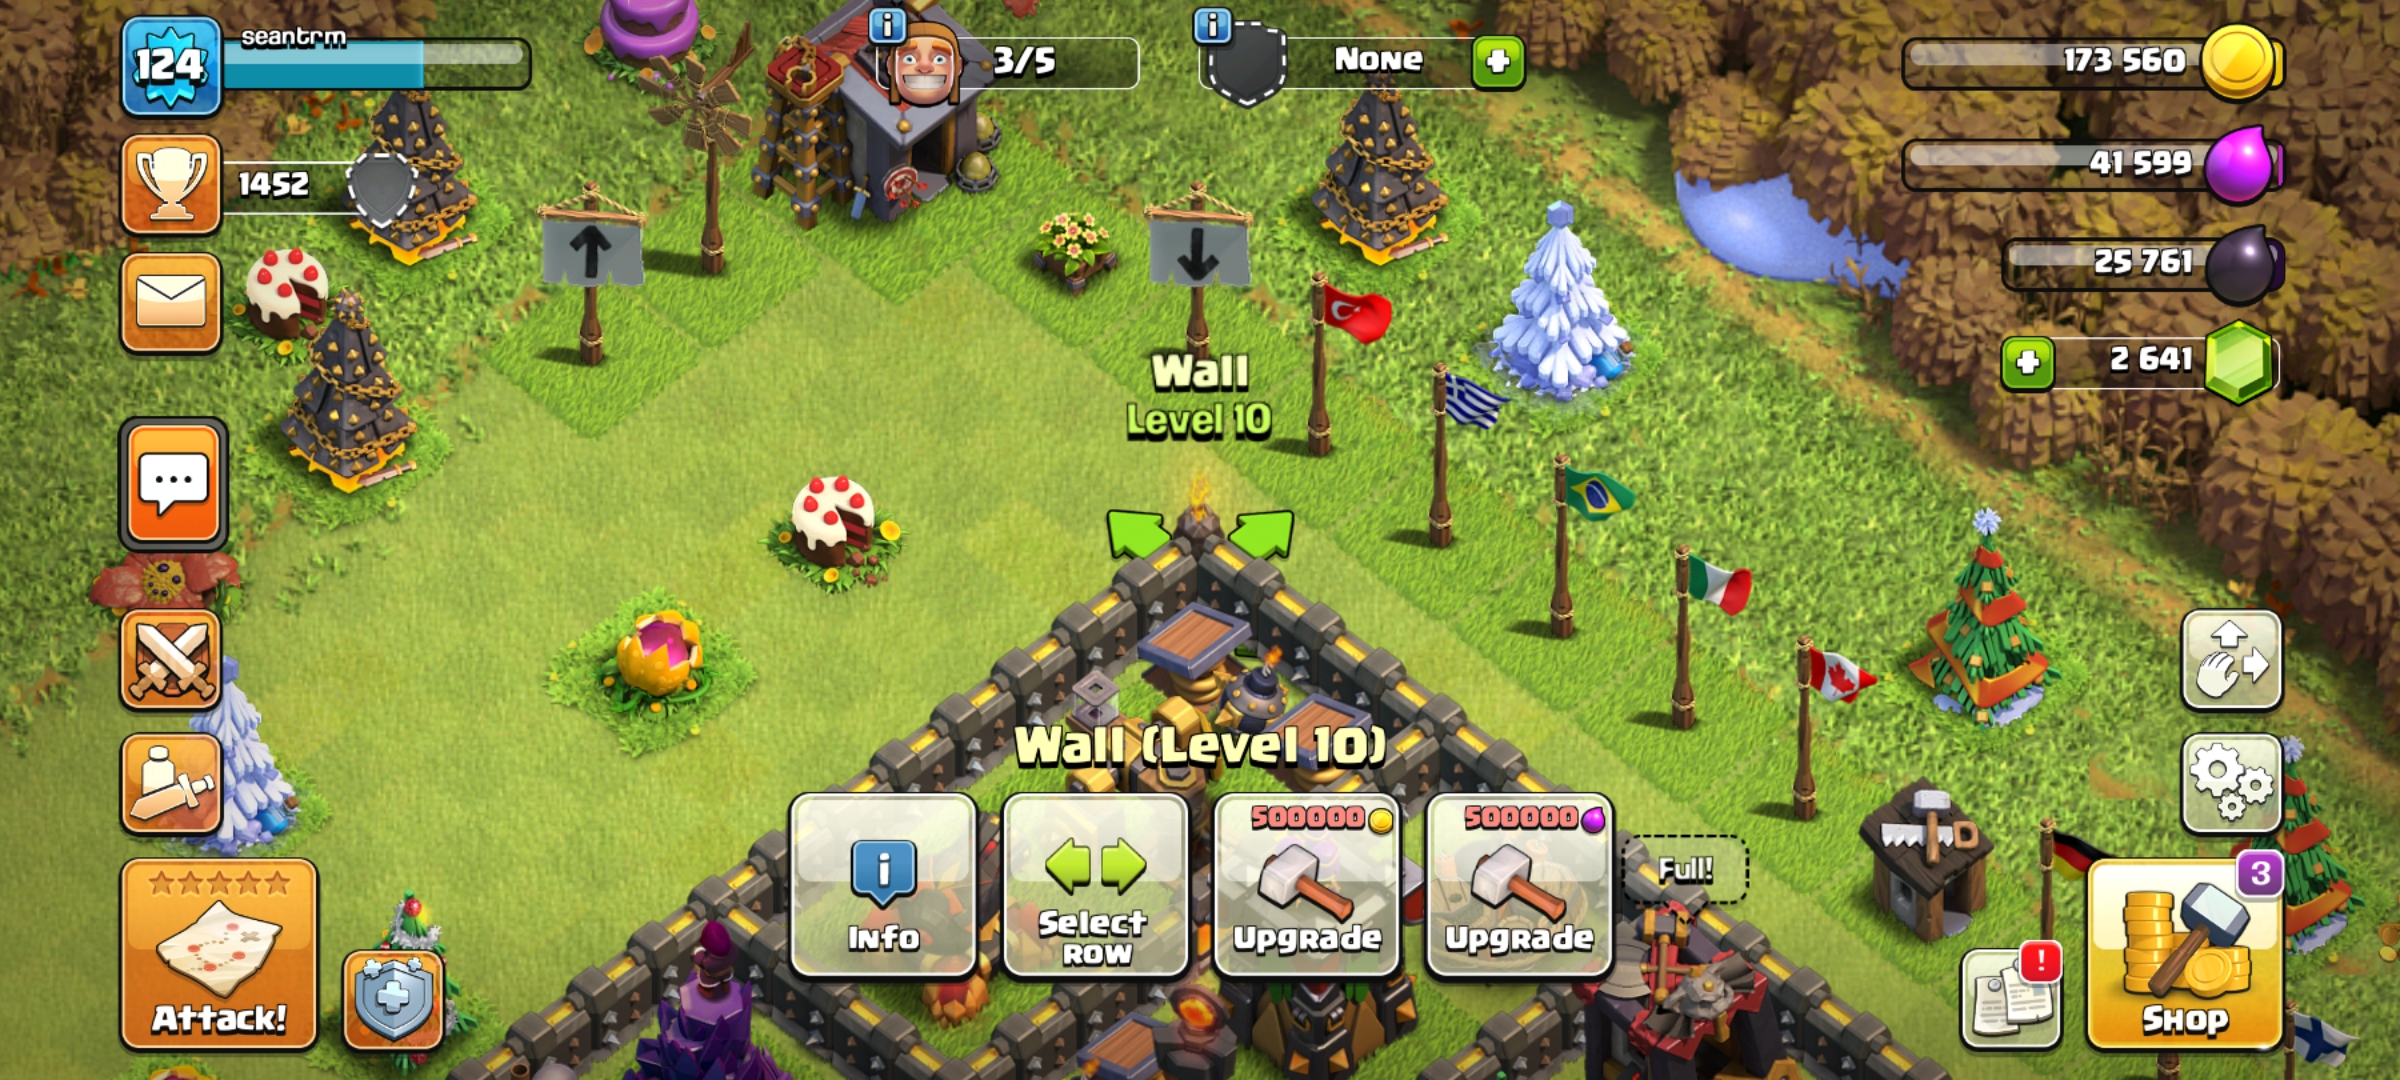 124
seantrm
3/5
None
173 560
1452
41 599
25 761
2 641
Wall
Level 10
Wall (Level 10)
500000
500000
Info
Select
Row
Upgrade
Upgrade
Full!
Attack!
3
!
Shop